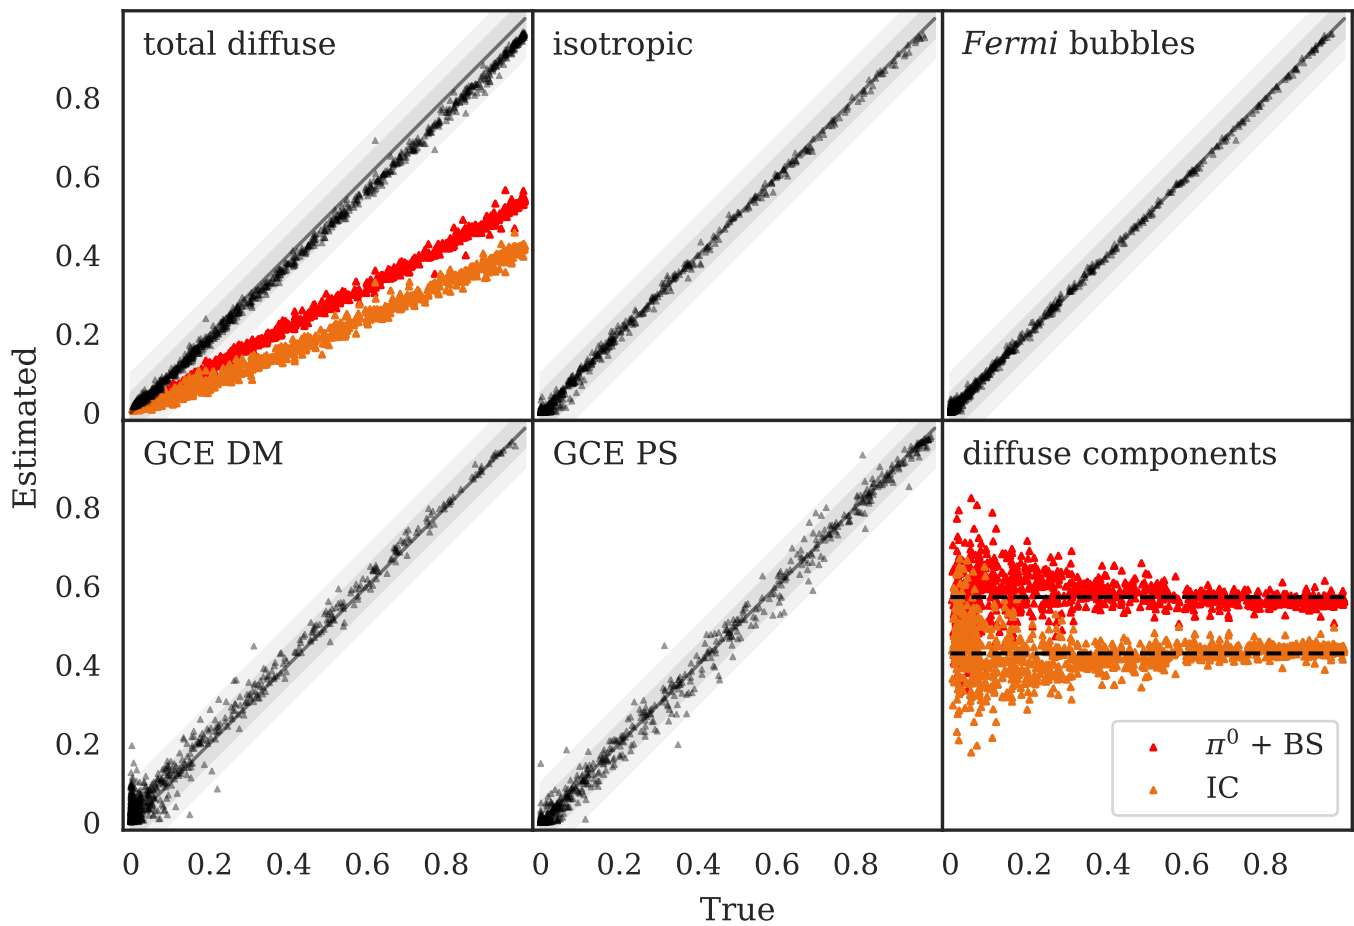 total diffuse
isotropic
Fermi bubbles
0.8
0.6
0.4
0.2
0
Estimated
GCE DM
GCE PS
diffuse components
0.8
0.6
0.4
0.2
0
π⁰ + BS
IC
0 0.2 0.4 0.6 0.8
0 0.2 0.4 0.6 0.8
0 0.2 0.4 0.6 0.8
True